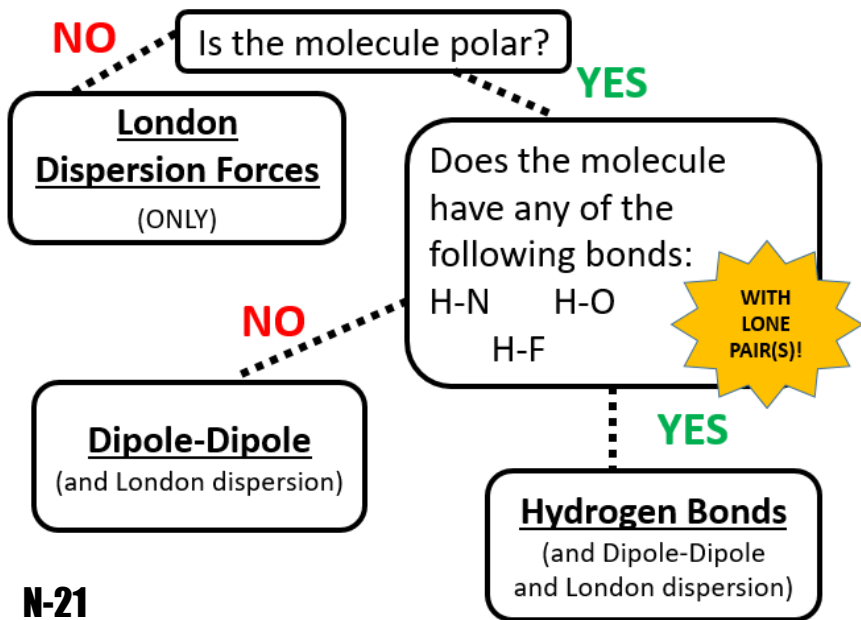 NO
Is the molecule polar?
YES
London
Dispersion Forces
(ONLY)
Does the molecule
have any of the
following bonds:
H-N H-O
H-F
WITH
LONE
PAIR(S)!
NO
YES
Dipole-Dipole
(and London dispersion)
Hydrogen Bonds
(and Dipole-Dipole
and London dispersion)
N-21